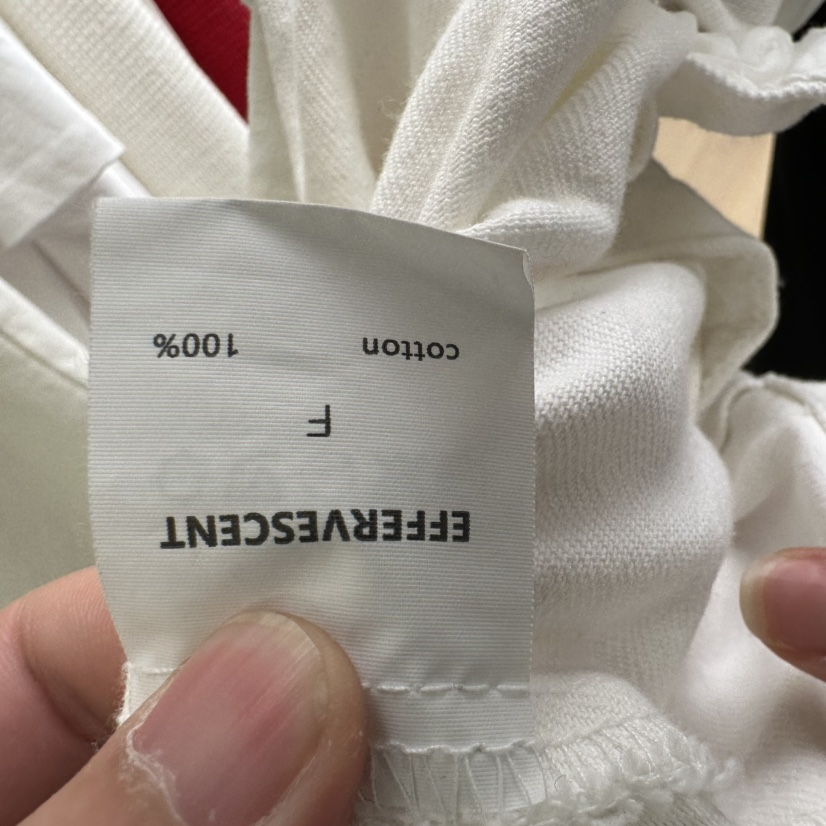 EFFERVESCENT
F
cotton 100%